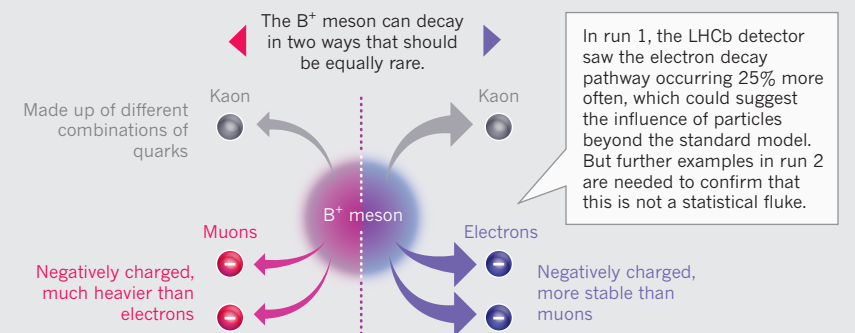 The B⁺ meson can decay
in two ways that should
be equally rare.
In run 1, the LHCb detector
saw the electron decay
pathway occurring 25% more
often, which could suggest
the influence of particles
beyond the standard model.
But further examples in run 2
are needed to confirm that
this is not a statistical fluke.
Kaon
Made up of different
combinations of
quarks
Kaon
B⁺ meson
Muons
Negatively charged,
much heavier than
electrons
−
−
Electrons
Negatively charged,
more stable than
muons
−
−